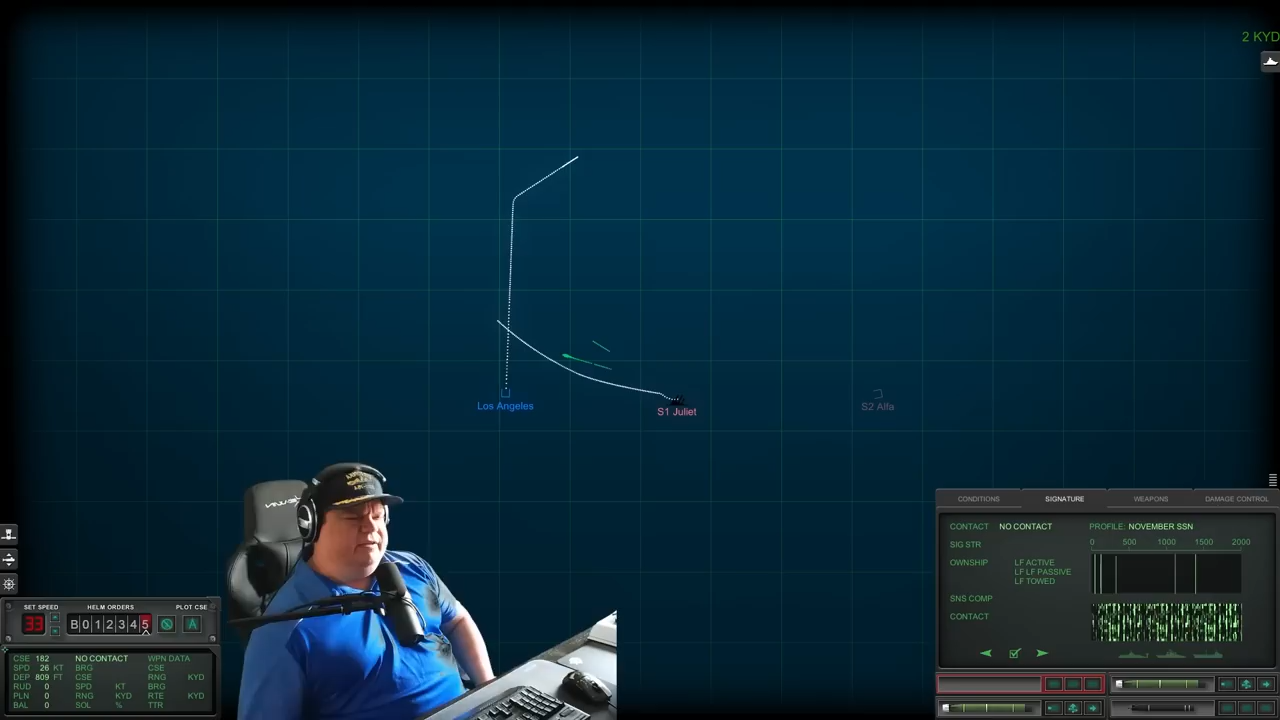 2 KYD
Los Angeles
S1 Juliet
S2 Alfa
CONDITIONS SIGNATURE WEAPONS DAMAGE CONTROL
CONTACT NO CONTACT PROFILE: NOVEMBER SSN
SIG STR 0 500 1000 1500 2000
OWNSHIP LF ACTIVE
LF LF PASSIVE
LF TOWED
SNS COMP
CONTACT
SET SPEED HELM ORDERS PLOT CSE
33 B 0 1 2 3 4 5 A
CSE 182 NO CONTACT WPN DATA
SPD 26 KT BRG CSE
DEP 809 FT CSE RNG KYD
RUD 0 SPD KT BRG
PLN 0 RNG KYD RTE KYD
BAL 0 SOL % TTR